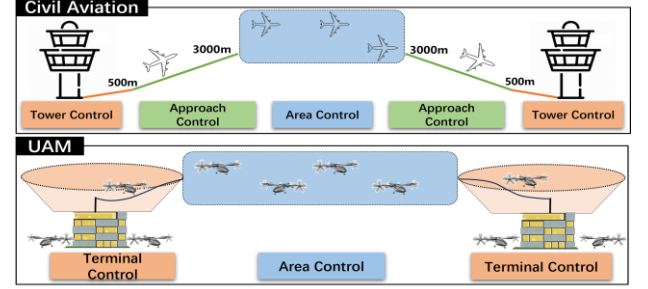 Civil Aviation
3000m
3000m
500m
500m
Tower Control
Approach
Control
Area Control
Approach
Control
Tower Control
UAM
Terminal
Control
Area Control
Terminal Control